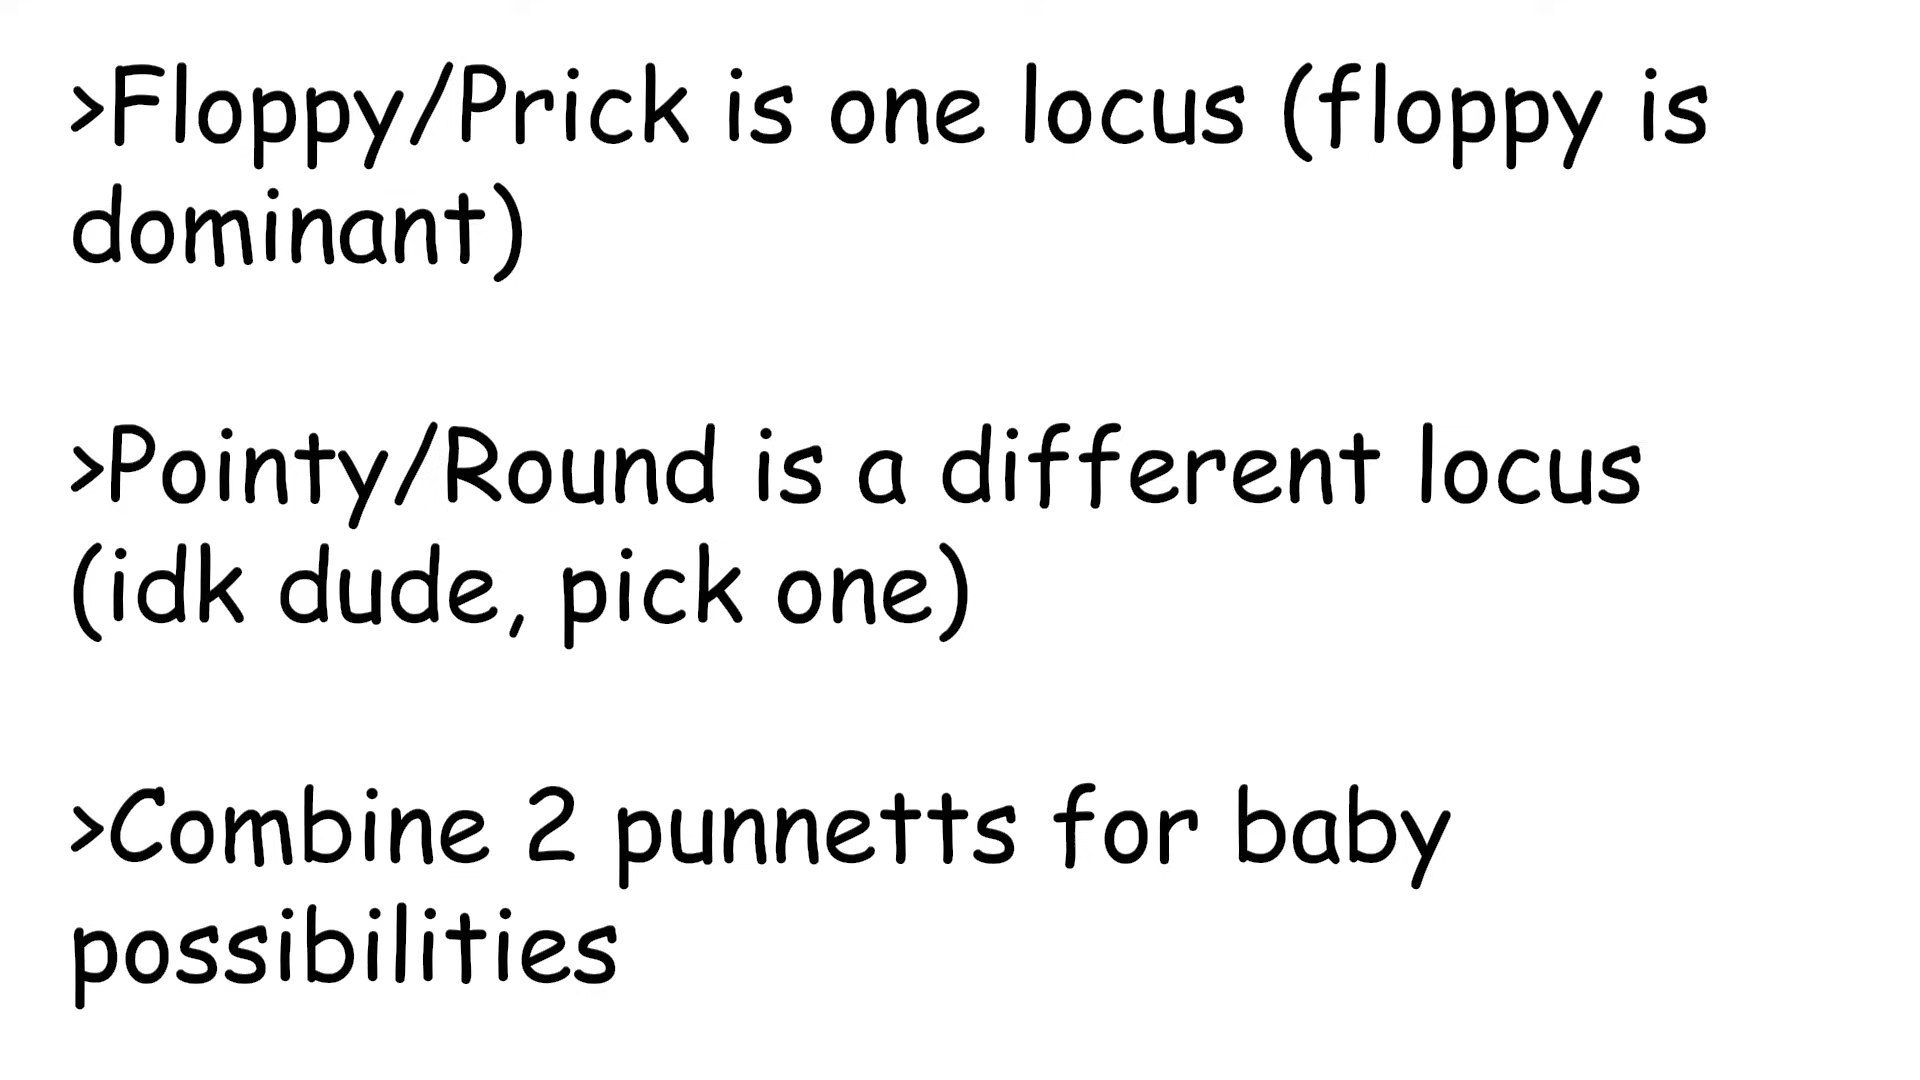 >Floppy/Prick is one locus (floppy is
dominant)
>Pointy/Round is a different locus
(idk dude, pick one)
>Combine 2 punnetts for baby
possibilities